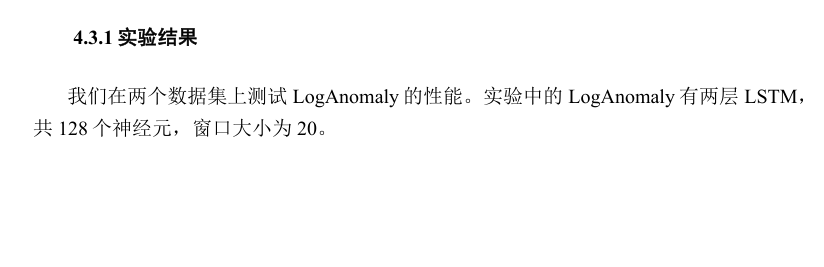 4.3.1 实验结果
我们在两个数据集上测试 LogAnomaly 的性能。实验中的 LogAnomaly 有两层 LSTM，
共 128 个神经元，窗口大小为 20。